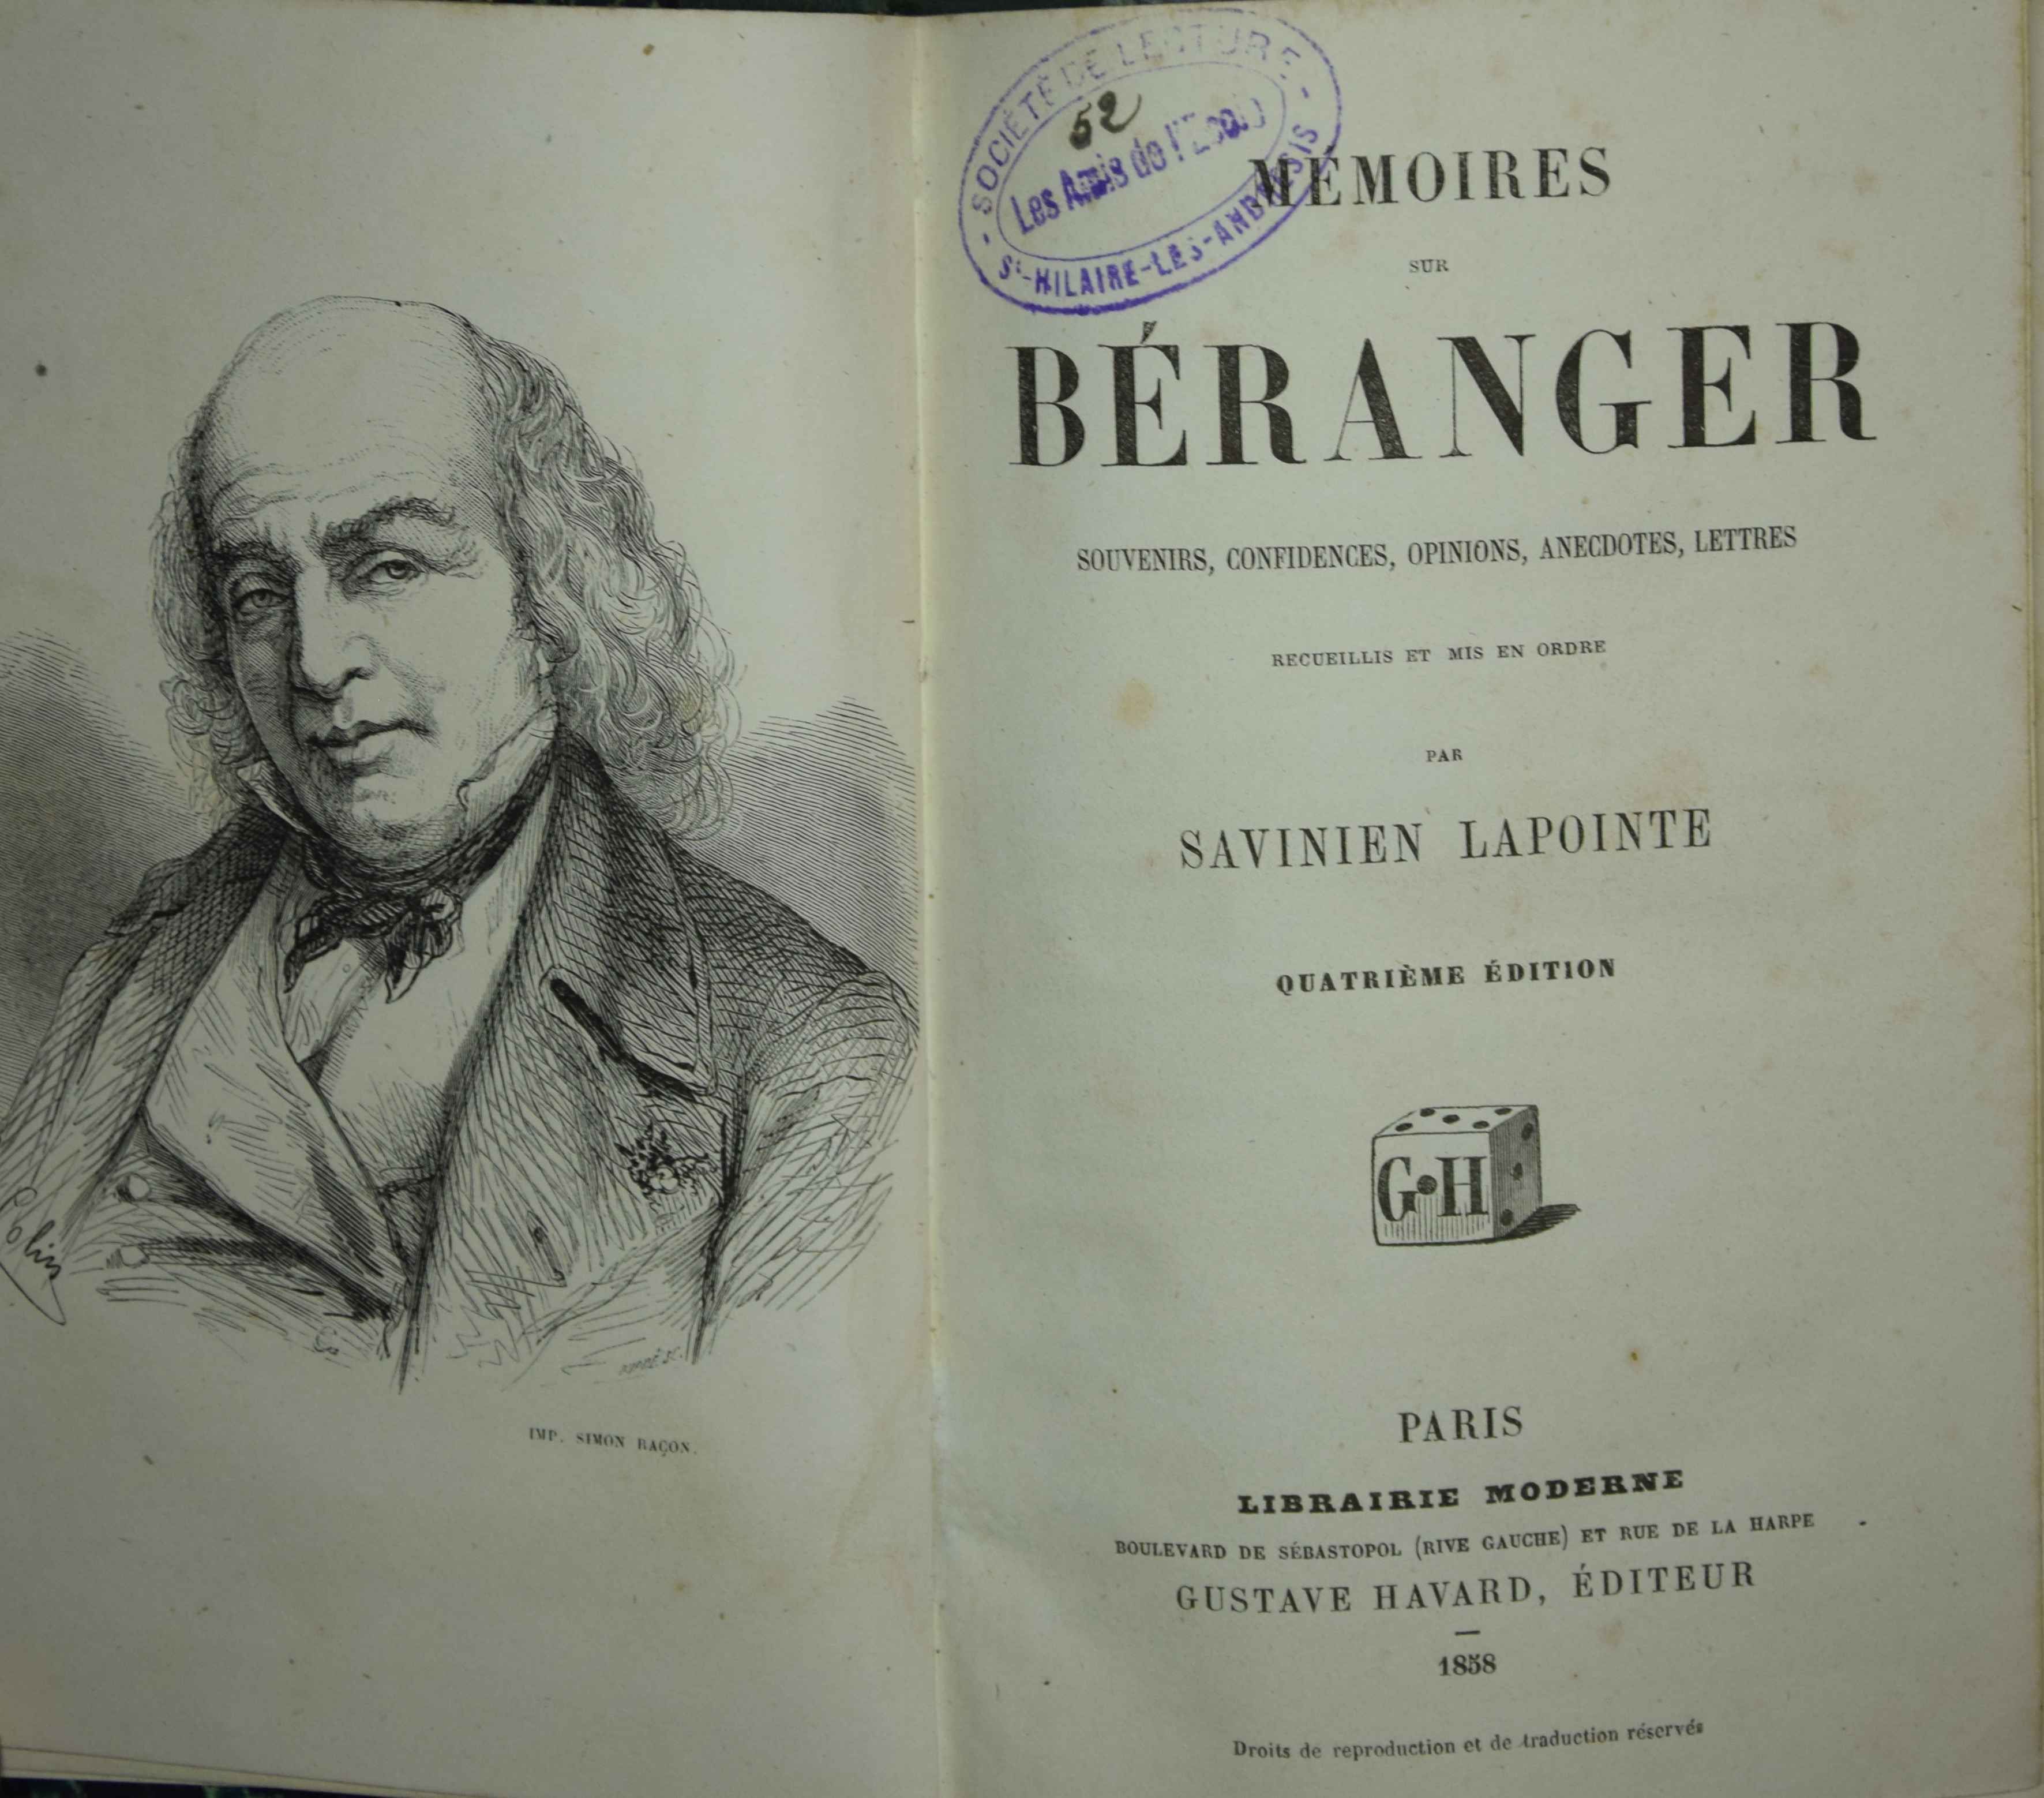 Colin
IMP. SIMON RAÇON.
SOCIÉTÉ DE LECTURE
52
Les Amis de l'Ecole
St-HILAIRE-LES-ANDRÉSIS
MÉMOIRES
SUR
BÉRANGER
SOUVENIRS, CONFIDENCES, OPINIONS, ANECDOTES, LETTRES
RECUEILLIS ET MIS EN ORDRE
PAR
SAVINIEN LAPOINTE
QUATRIÈME ÉDITION
G·H
PARIS
LIBRAIRIE MODERNE
BOULEVARD DE SÉBASTOPOL (RIVE GAUCHE) ET RUE DE LA HARPE
GUSTAVE HAVARD, ÉDITEUR
1858
Droits de reproduction et de traduction réservés